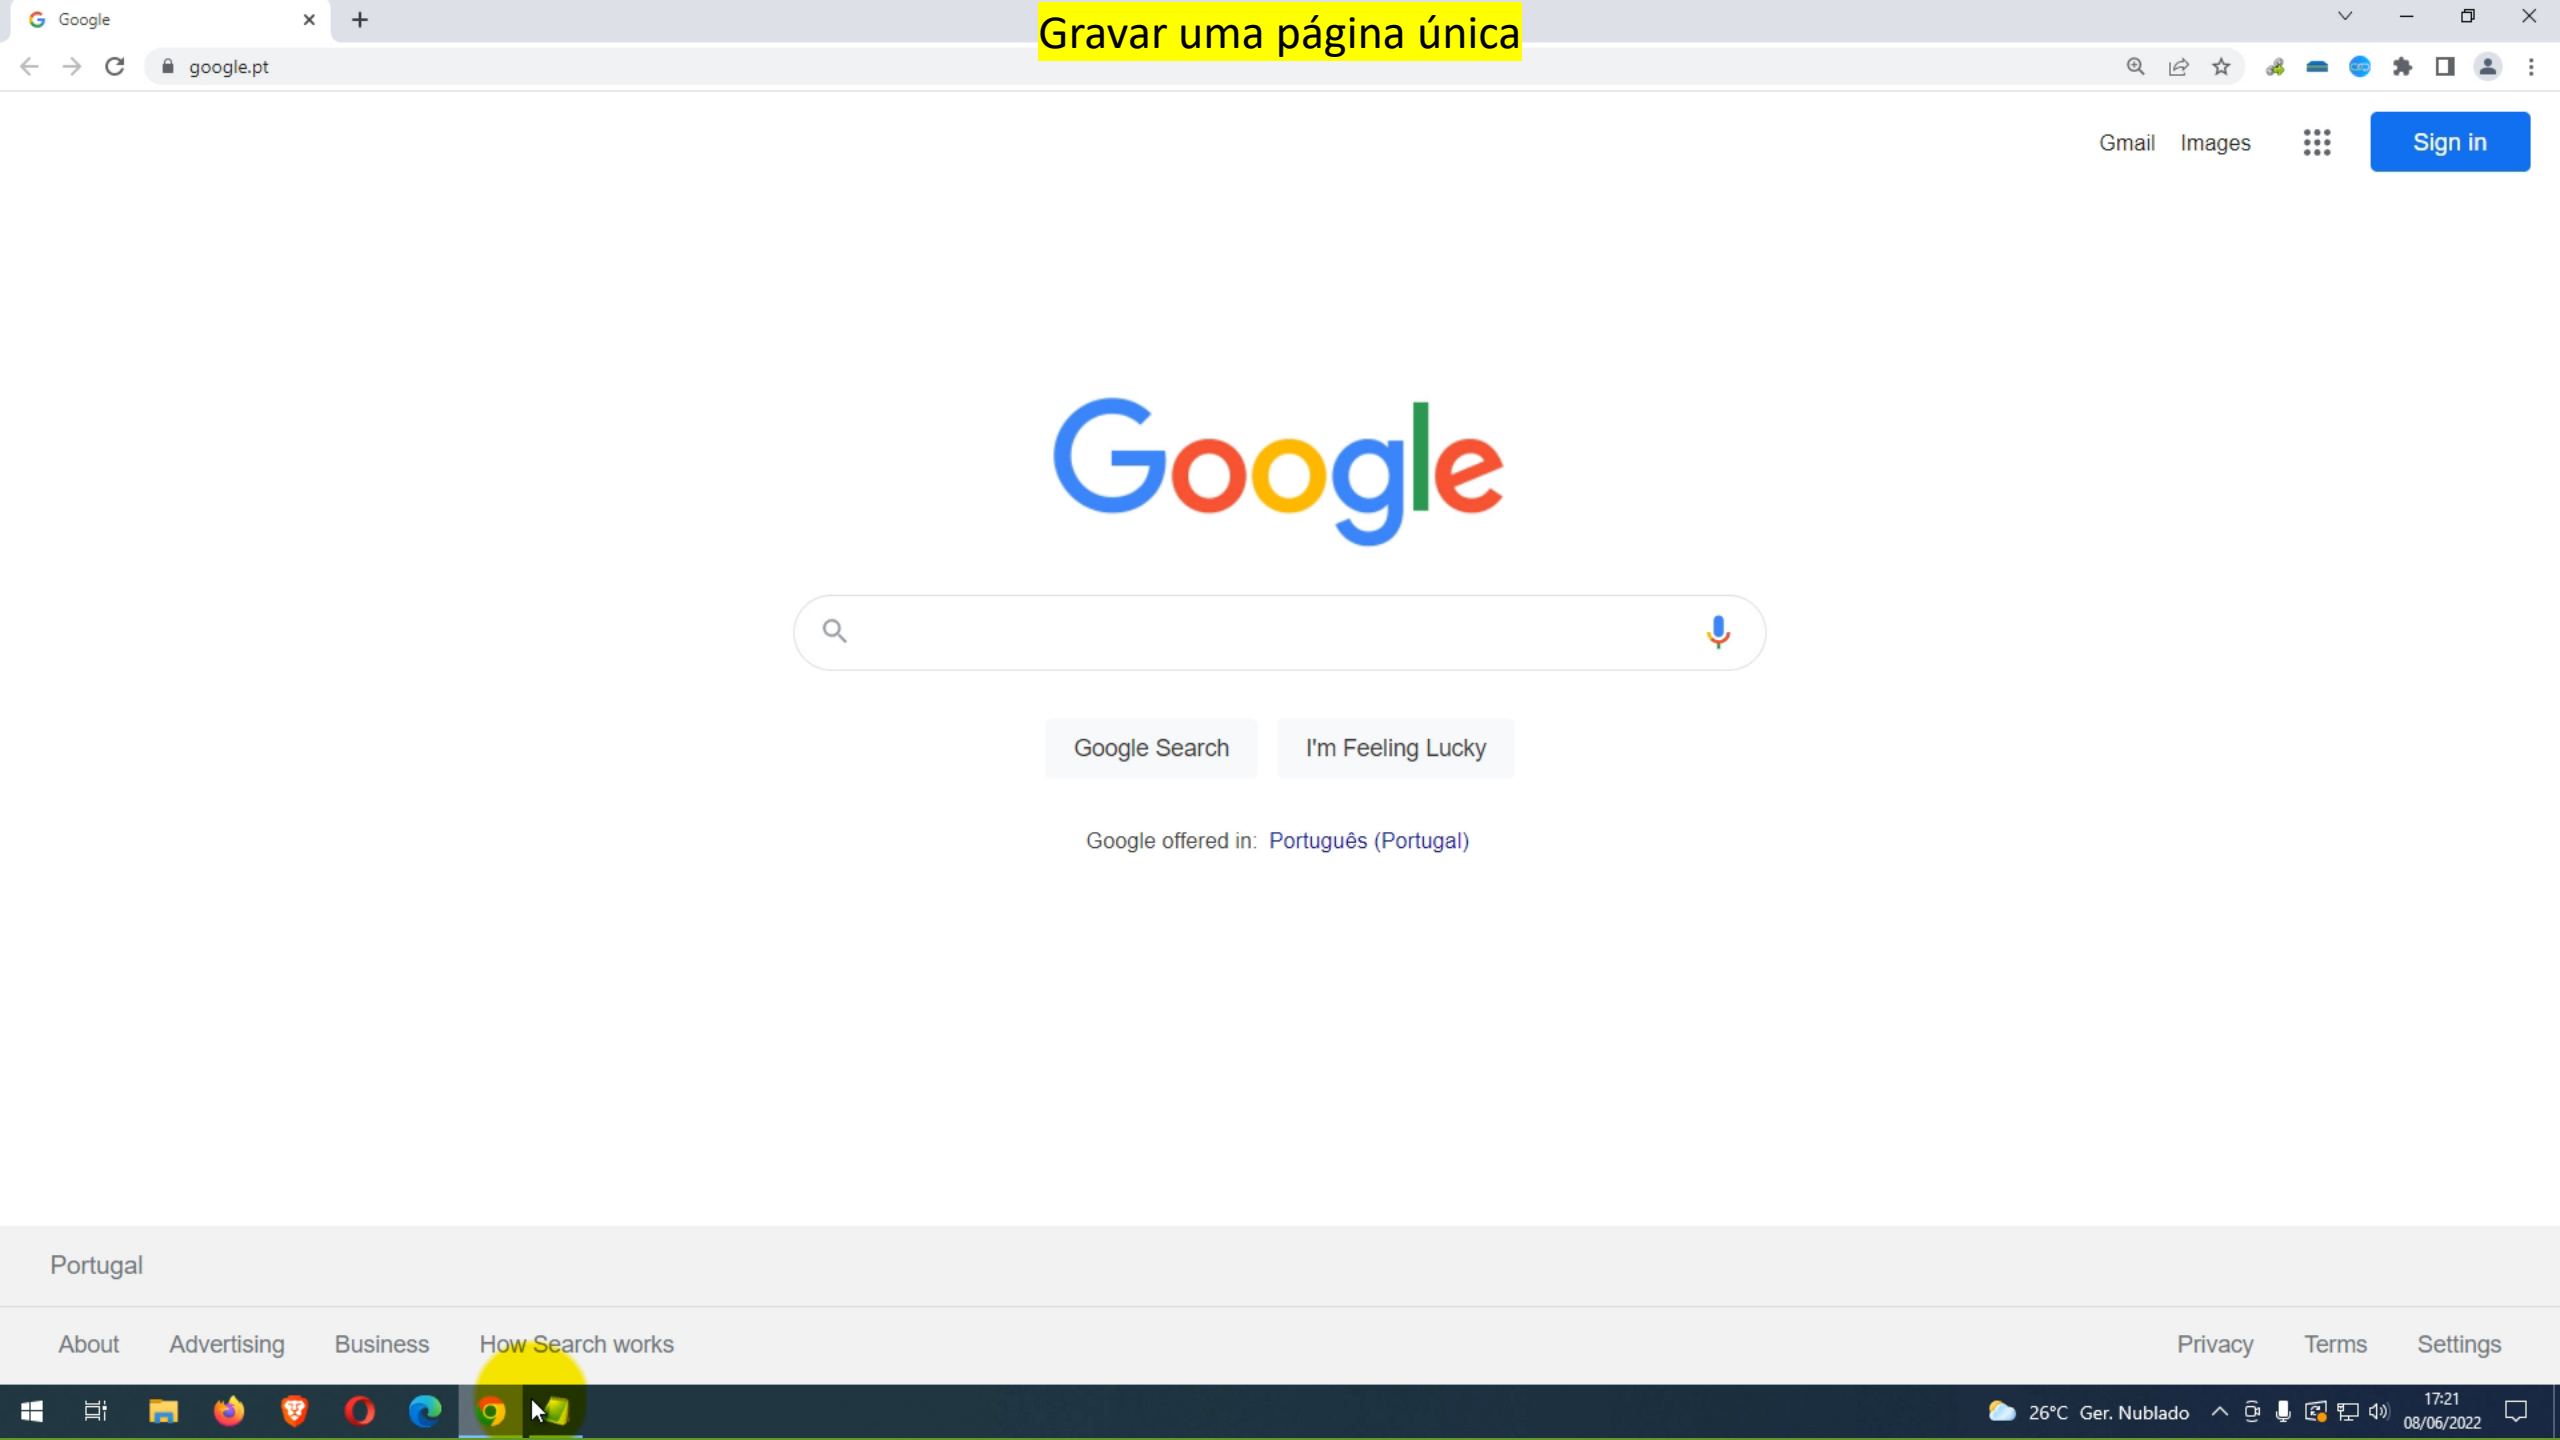 Google
Gravar uma página única
google.pt
Gmail Images Sign in
Google
Google Search I'm Feeling Lucky
Google offered in: Português (Portugal)
Portugal
About Advertising Business How Search works Privacy Terms Settings
26°C Ger. Nublado 17:21
08/06/2022